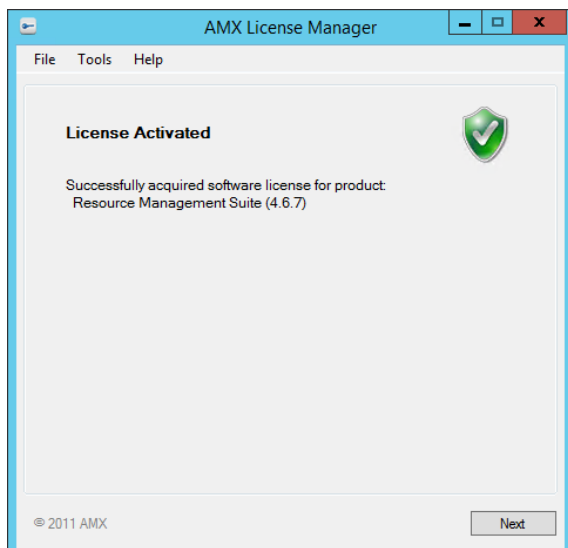 AMX License Manager
File Tools Help
License Activated
Successfully acquired software license for product:
Resource Management Suite (4.6.7)
© 2011 AMX
Next